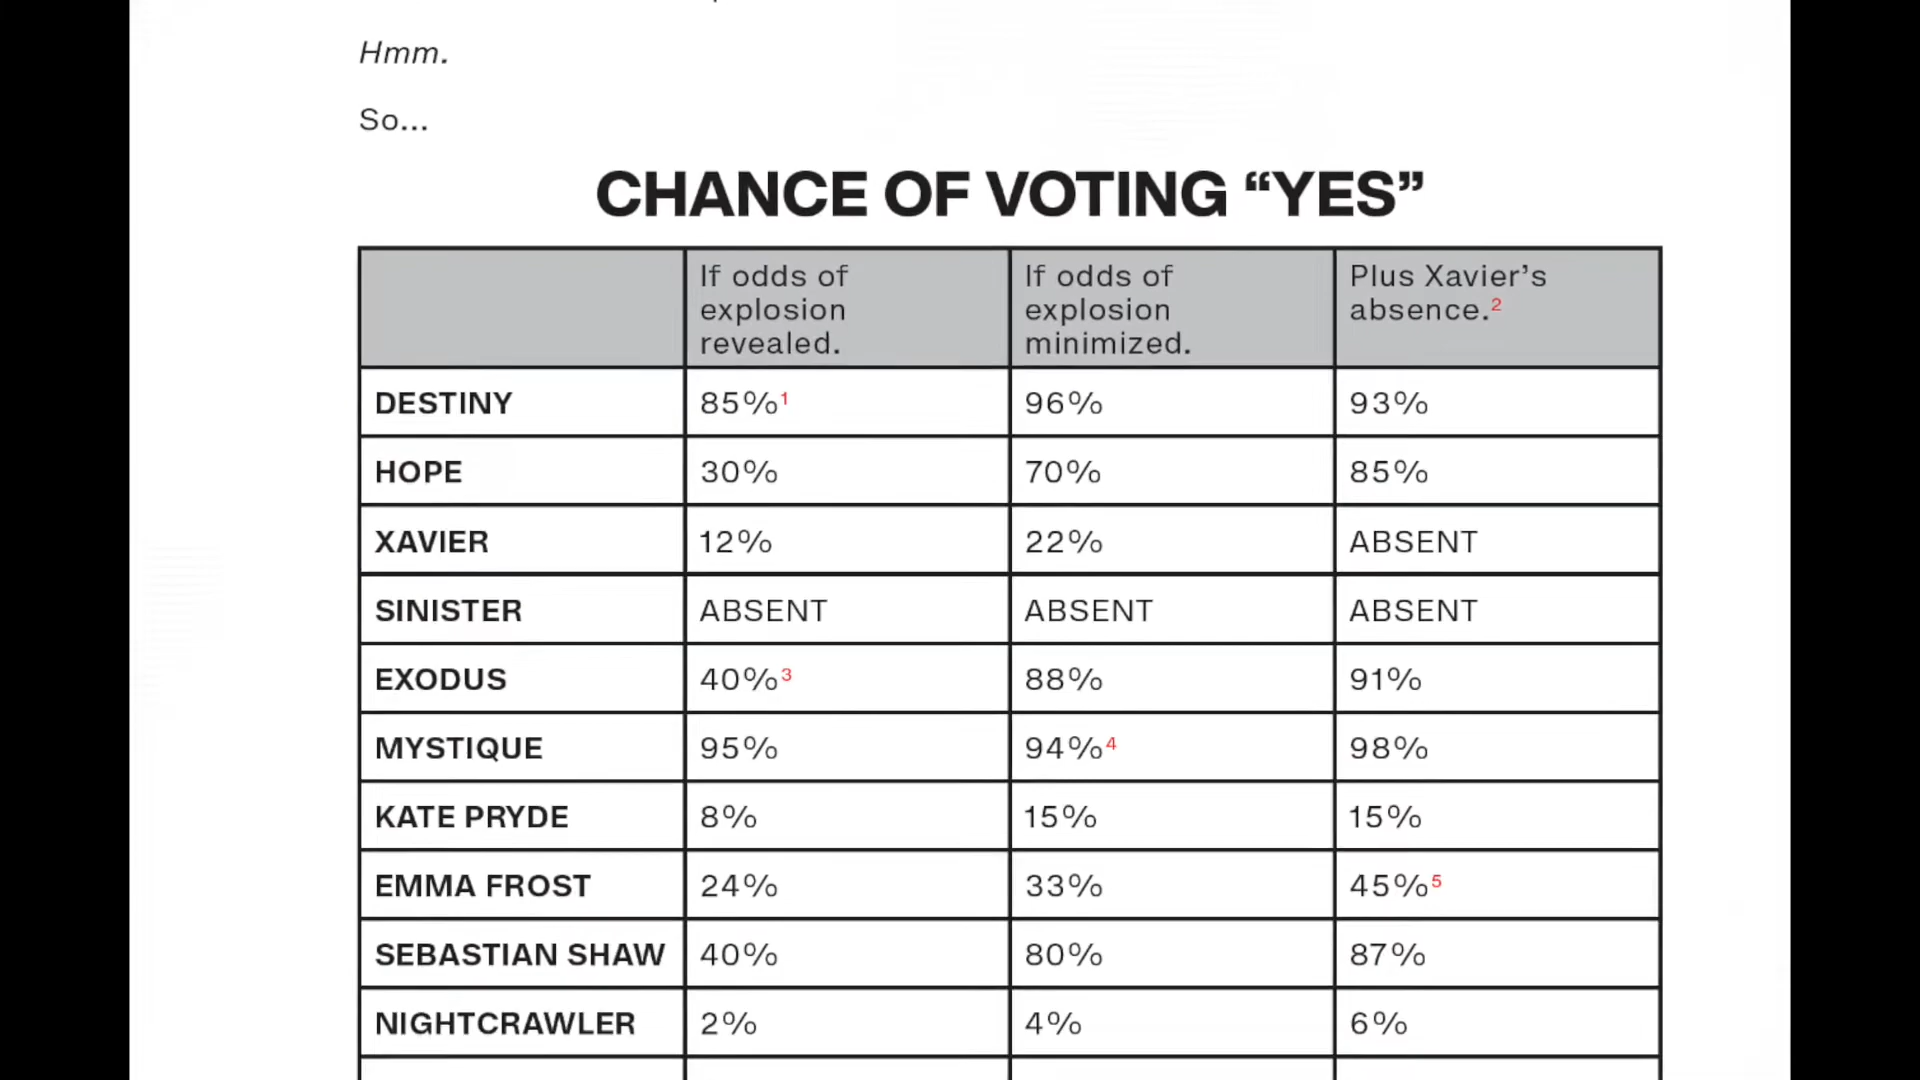 Hmm.
So...
CHANCE OF VOTING “YES”
If odds of explosion revealed. If odds of explosion minimized. Plus Xavier’s absence.2
DESTINY 85%1 96% 93%
HOPE 30% 70% 85%
XAVIER 12% 22% ABSENT
SINISTER ABSENT ABSENT ABSENT
EXODUS 40%3 88% 91%
MYSTIQUE 95% 94%4 98%
KATE PRYDE 8% 15% 15%
EMMA FROST 24% 33% 45%5
SEBASTIAN SHAW 40% 80% 87%
NIGHTCRAWLER 2% 4% 6%